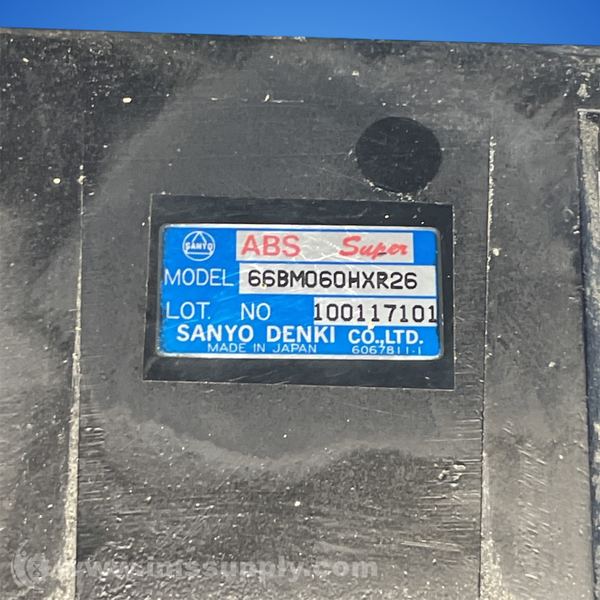 SANYO ABS Super
MODEL 66BM060HXR26
LOT. NO 100117101
SANYO DENKI CO.,LTD.
MADE IN JAPAN 6067811-1